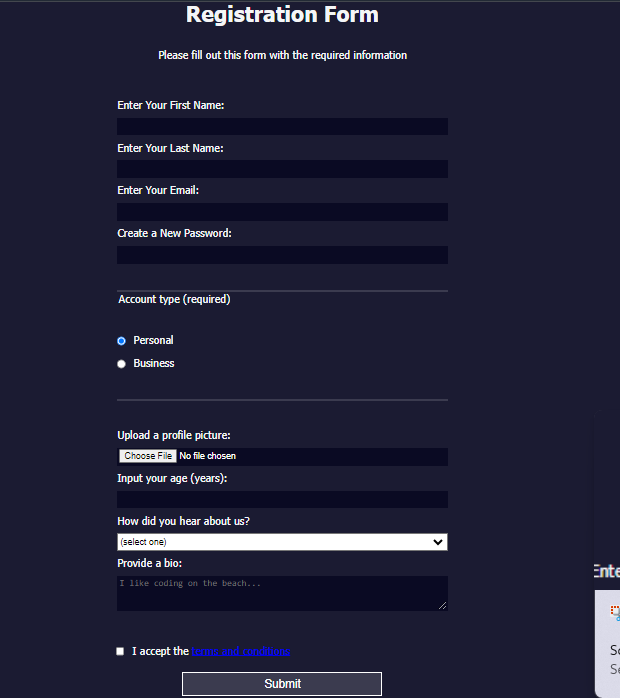 Registration Form
Please fill out this form with the required information
Enter Your First Name:
Enter Your Last Name:
Enter Your Email:
Create a New Password:
Account type (required)
Personal
Business
Upload a profile picture:
Choose File No file chosen
Input your age (years):
How did you hear about us?
(select one)
Provide a bio:
I like coding on the beach...
I accept the terms and conditions
Submit